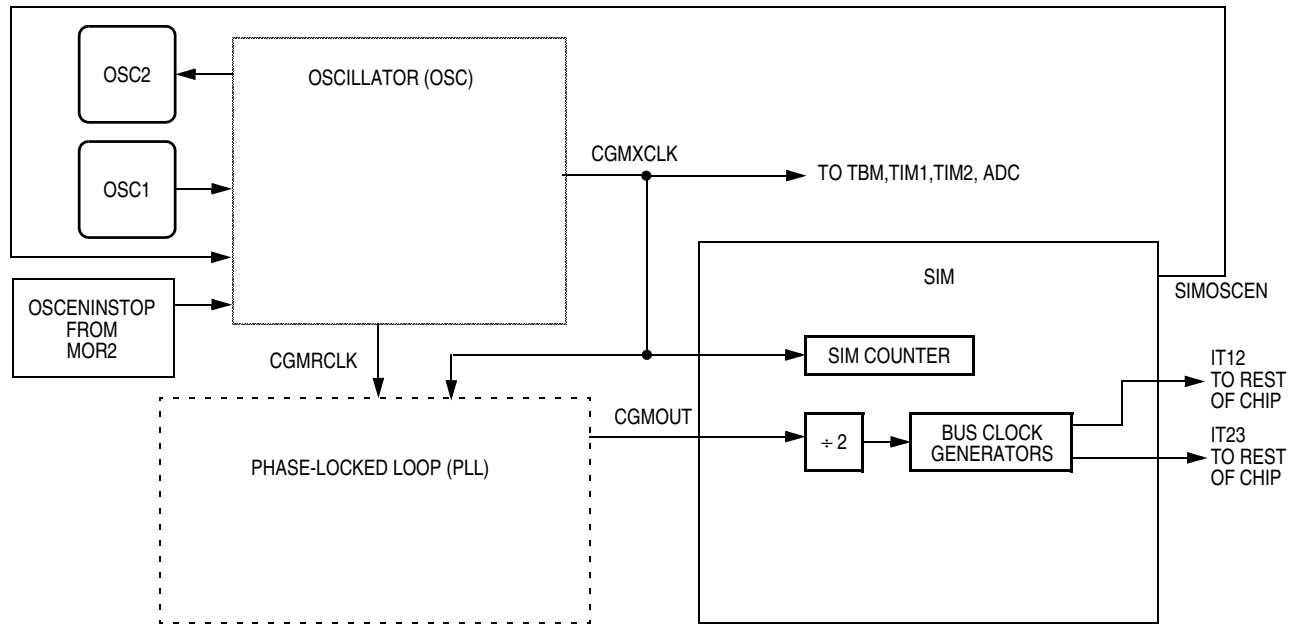 OSC2
OSCILLATOR (OSC)
CGMXCLK
OSC1
TO TBM,TIM1,TIM2, ADC
SIM
SIMOSCEN
OSCENINSTOP
FROM
MOR2
CGMRCLK
SIM COUNTER
IT12
TO REST
OF CHIP
CGMOUT
÷ 2
BUS CLOCK
GENERATORS
IT23
TO REST
OF CHIP
PHASE-LOCKED LOOP (PLL)